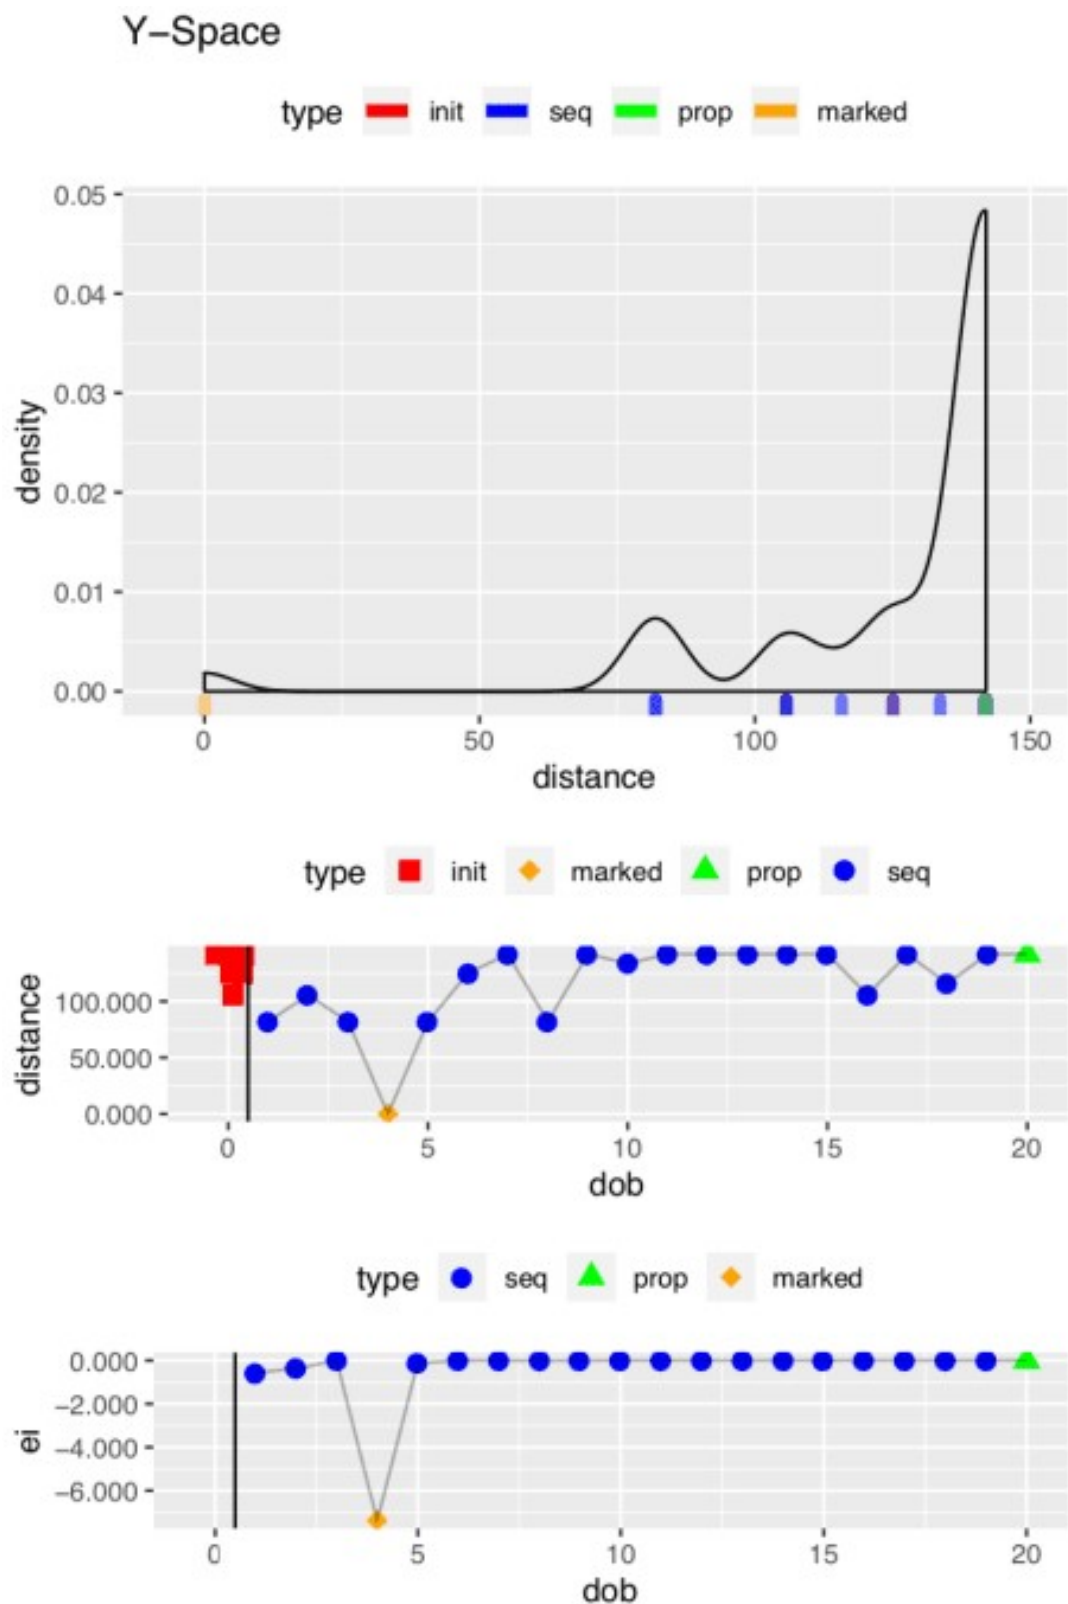 Y−Space
type init seq prop marked
0.05
0.04
0.03
0.02
0.01
0.00
density
0 50 100 150
distance
type init marked prop seq
100.000
50.000
0.000
distance
0 5 10 15 20
dob
type seq prop marked
0.000
−2.000
−4.000
−6.000
ei
0 5 10 15 20
dob